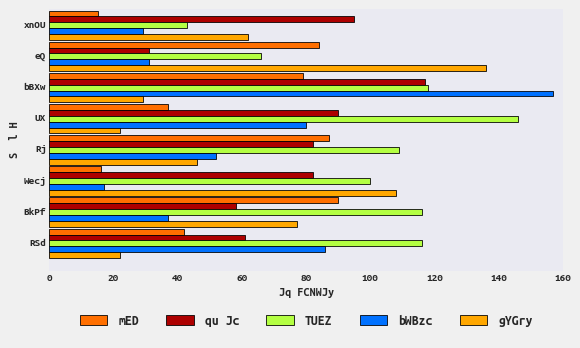 xnOU
eQ
bBXw
UX
Rj
Wecj
BkPf
RSd
S l H
0 20 40 60 80 100 120 140 160
Jq FCNWJy
mED qu Jc TUEZ bWBzc gYGry